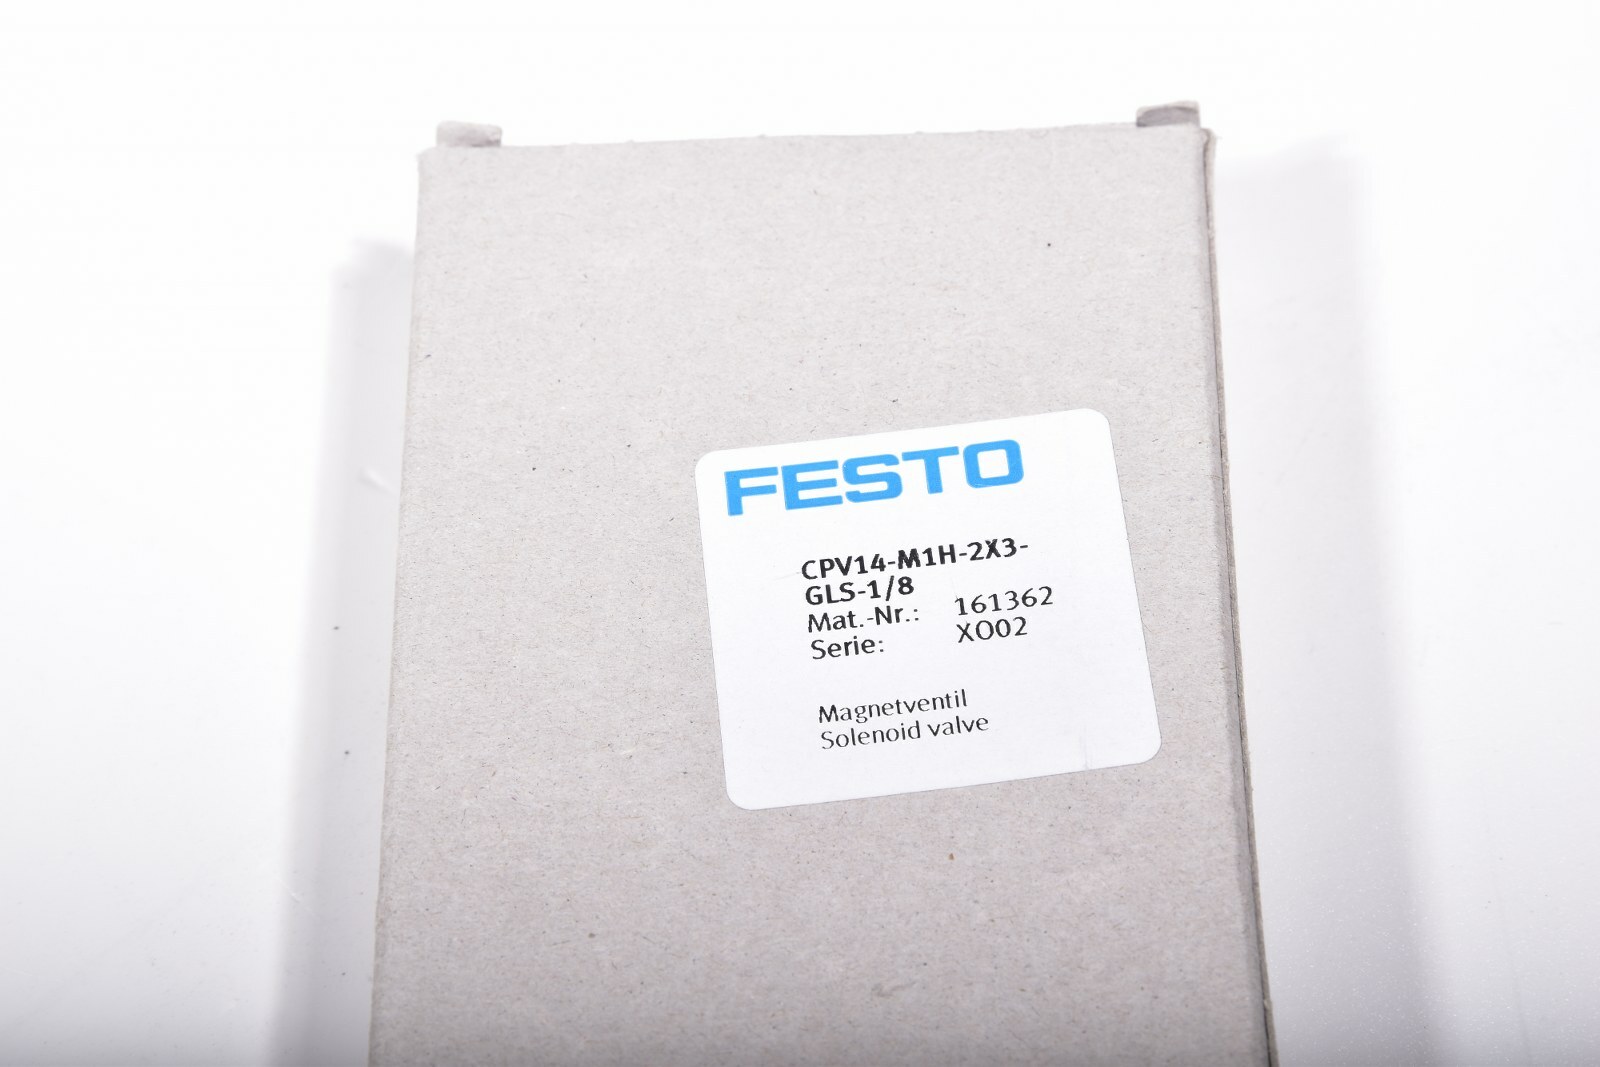 FESTO
CPV14-M1H-2X3-
GLS-1/8
Mat.-Nr.: 161362
Serie: XO02
Magnetventil
Solenoid valve